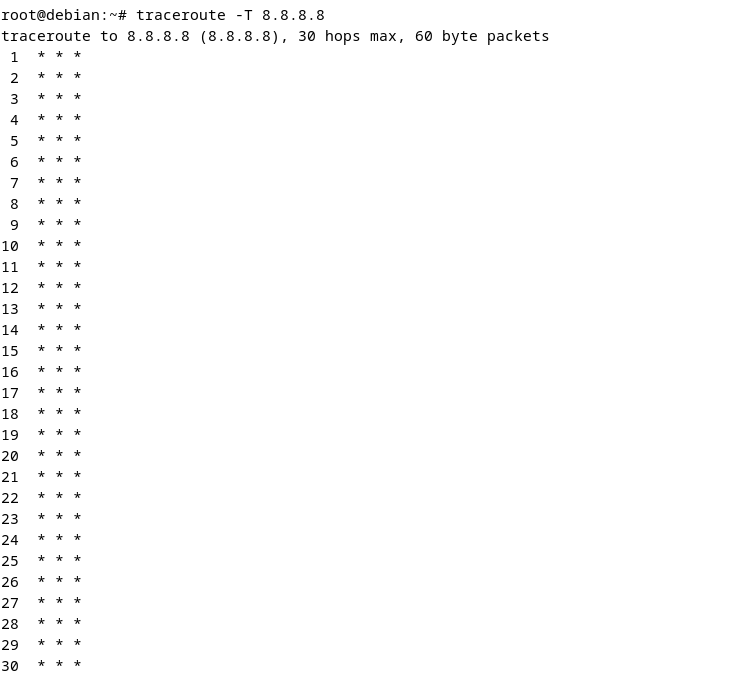 root@debian:~# traceroute -T 8.8.8.8
traceroute to 8.8.8.8 (8.8.8.8), 30 hops max, 60 byte packets
 1  * * *
 2  * * *
 3  * * *
 4  * * *
 5  * * *
 6  * * *
 7  * * *
 8  * * *
 9  * * *
10  * * *
11  * * *
12  * * *
13  * * *
14  * * *
15  * * *
16  * * *
17  * * *
18  * * *
19  * * *
20  * * *
21  * * *
22  * * *
23  * * *
24  * * *
25  * * *
26  * * *
27  * * *
28  * * *
29  * * *
30  * * *